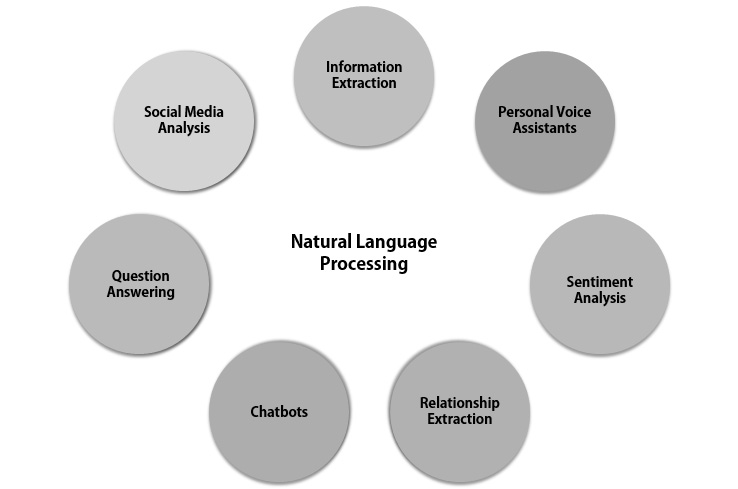 Information
Extraction
Social Media
Analysis
Personal Voice
Assistants
Natural Language
Processing
Question
Answering
Sentiment
Analysis
Chatbots
Relationship
Extraction